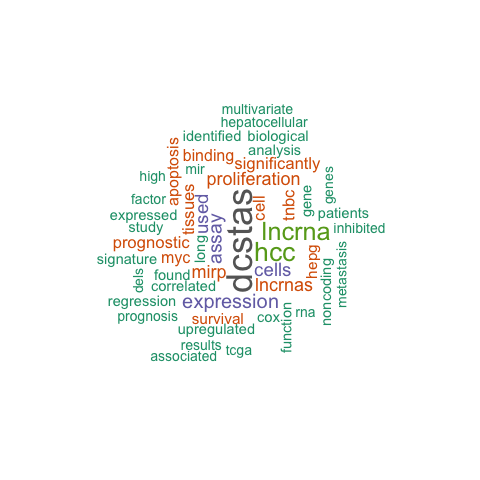 multivariate
hepatocellular
identified biological
analysis
binding significantly
mir
high
apoptosis
proliferation
genes
factor
tissues
used
cell
tnbc
gene
expressed
patients
study
assay
dcstas
lncrna
inhibited
prognostic
long
hcc
signature myc
mirp
cells
hepg
metastasis
dels
found
correlated
lncrnas
noncoding
regression
expression
rna
prognosis
survival
cox
function
upregulated
results
tcga
associated